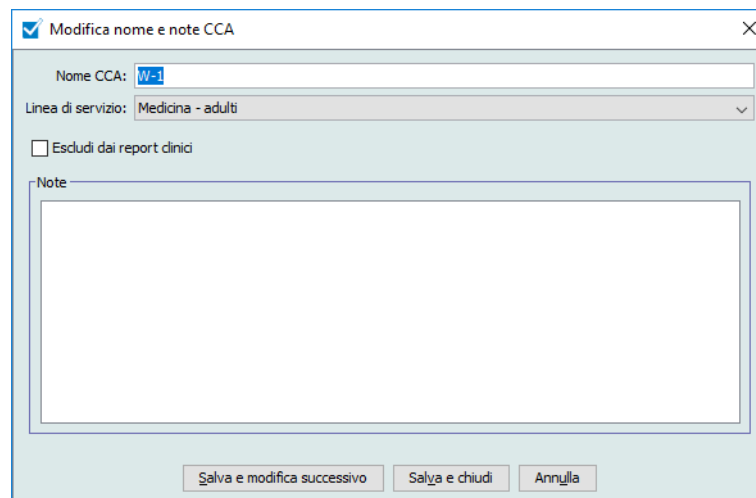 Modifica nome e note CCA
Nome CCA: W-1
Linea di servizio: Medicina - adulti
Escludi dai report clinici
Note
Salva e modifica successivo Salva e chiudi Annulla